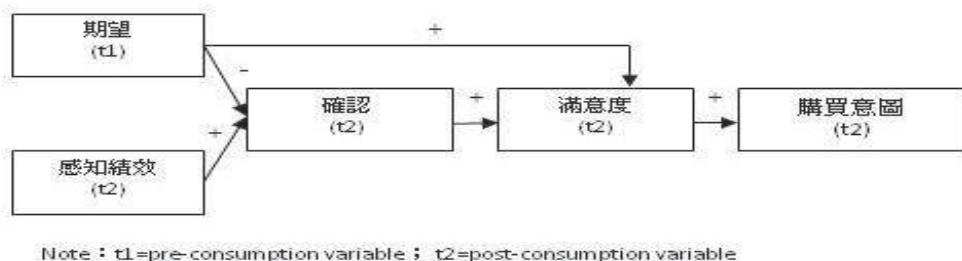 期望
(t1)
+
-
確認
(t2)
+
滿意度
(t2)
+
購買意圖
(t2)
+
感知績效
(t2)
Note：t1=pre-consumption variable； t2=post-consumption variable